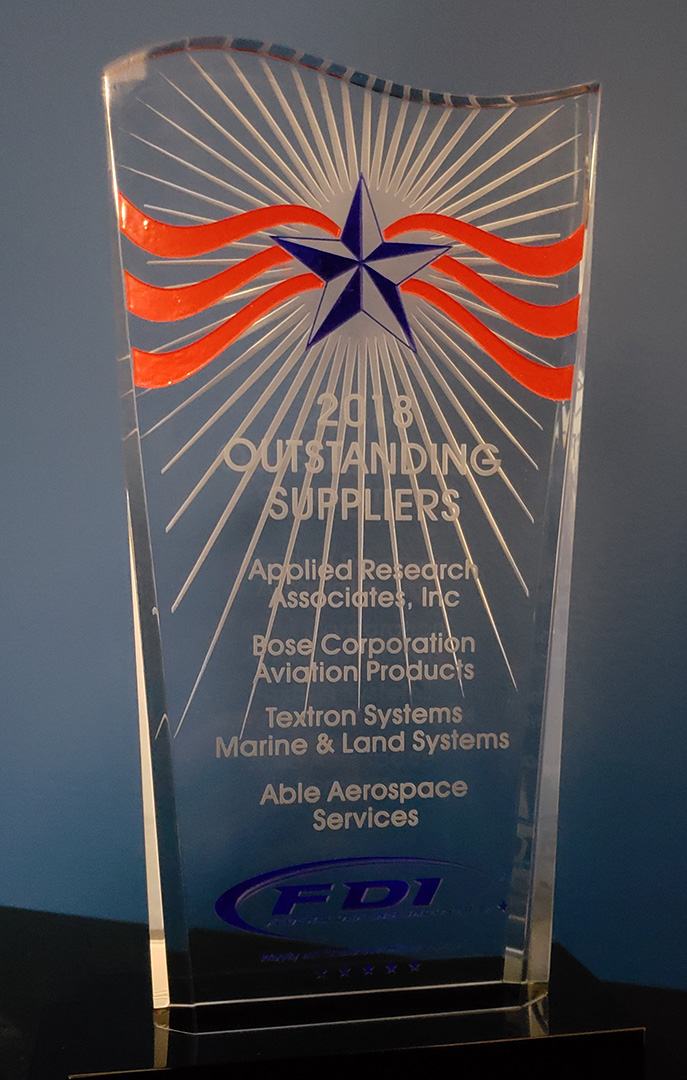 2018
OUTSTANDING
SUPPLIERS
Applied Research
Associates, Inc
Bose Corporation
Aviation Products
Textron Systems
Marine & Land Systems
Able Aerospace
Services
FDI